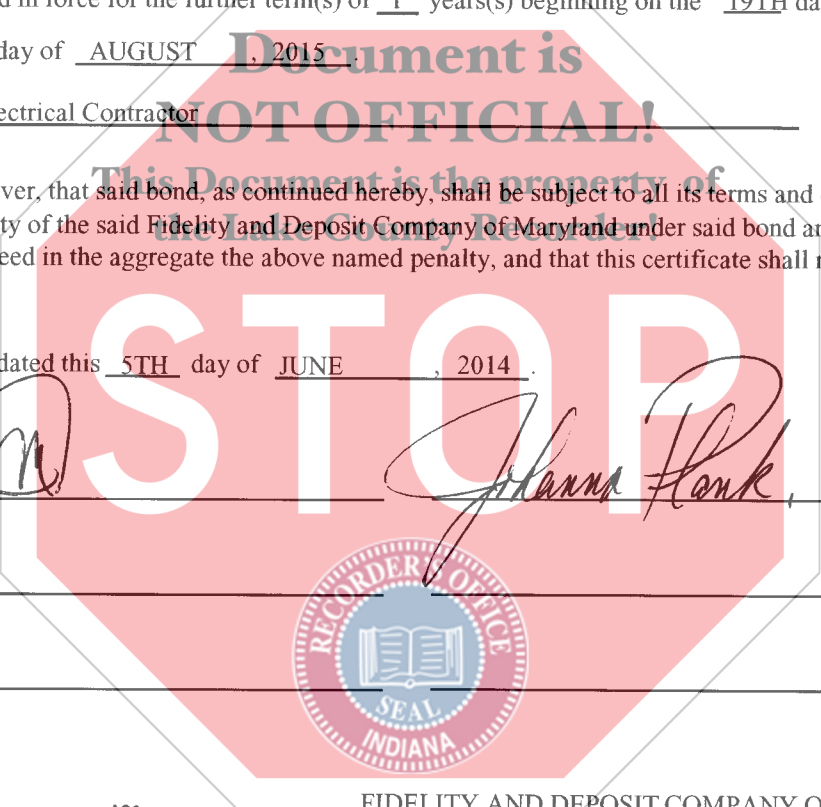 d in force for the further term(s) of 1 years(s) beginning on the 19TH da
day of AUGUST , 2015 .
Document is
NOT OFFICIAL!
This Document is the property of
the Lake County Recorder!
ectrical Contractor
ver, that said bond, as continued hereby, shall be subject to all its terms and
ty of the said Fidelity and Deposit Company of Maryland under said bond an
eed in the aggregate the above named penalty, and that this certificate shall n
STOP
dated this 5TH day of JUNE , 2014 .
Johanna Plank,
RECORDER'S OFFICE
SEAL
INDIANA
FIDELITY AND DEPOSIT COMPANY O